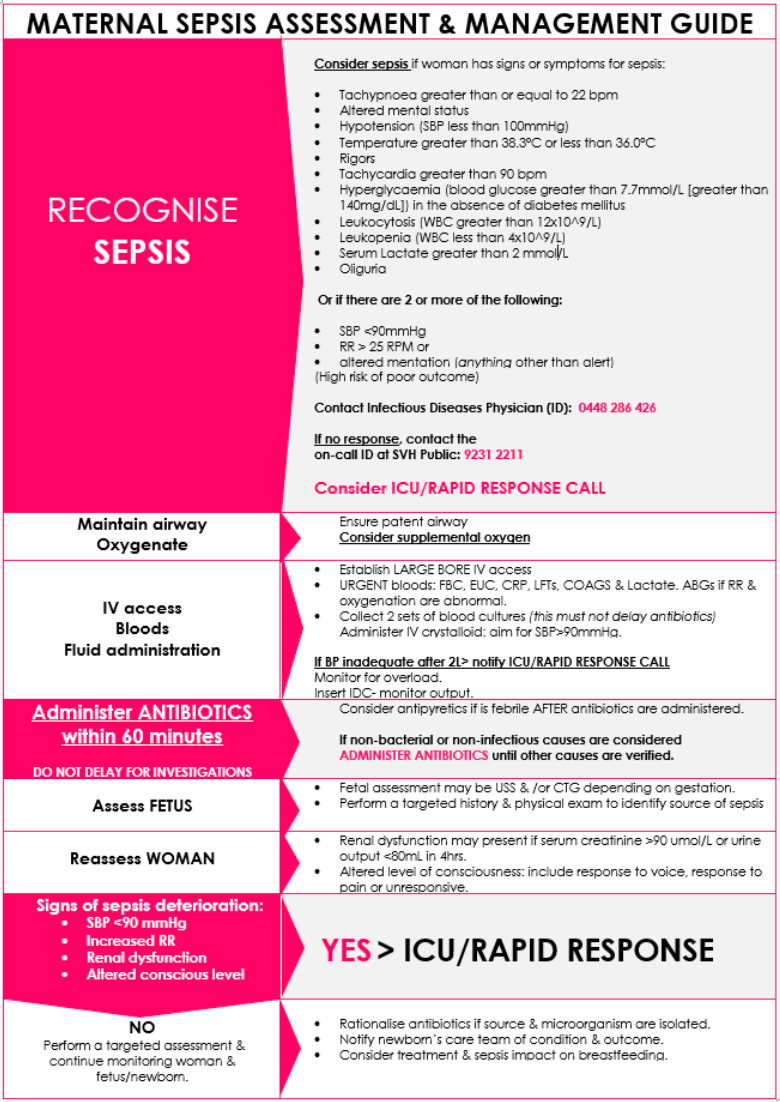 MATERNAL SEPSIS ASSESSMENT & MANAGEMENT GUIDE
RECOGNISE
SEPSIS
Consider sepsis if woman has signs or symptoms for sepsis:
• Tachypnoea greater than or equal to 22 bpm
• Altered mental status
• Hypotension (SBP less than 100mmHg)
• Temperature greater than 38.3ºC or less than 36.0ºC
• Rigors
• Tachycardia greater than 90 bpm
• Hyperglycaemia (blood glucose greater than 7.7mmol/L [greater than
140mg/dL]) in the absence of diabetes mellitus
• Leukocytosis (WBC greater than 12x10^9/L)
• Leukopenia (WBC less than 4x10^9/L)
• Serum Lactate greater than 2 mmol/L
• Oliguria
Or if there are 2 or more of the following:
• SBP <90mmHg
• RR > 25 RPM or
• altered mentation (anything other than alert)
(High risk of poor outcome)
Contact Infectious Diseases Physician (ID): 0448 286 426
If no response, contact the
on-call ID at SVH Public: 9231 2211
Consider ICU/RAPID RESPONSE CALL
Maintain airway
Oxygenate
Ensure patent airway
Consider supplemental oxygen
IV access
Bloods
Fluid administration
• Establish LARGE BORE IV access
• URGENT bloods: FBC, EUC, CRP, LFTs, COAGS & Lactate. ABGs if RR &
oxygenation are abnormal.
• Collect 2 sets of blood cultures (this must not delay antibiotics)
Administer IV crystalloid: aim for SBP>90mmHg.
If BP inadequate after 2L> notify ICU/RAPID RESPONSE CALL
Monitor for overload.
Insert IDC- monitor output.
Administer ANTIBIOTICS
within 60 minutes
DO NOT DELAY FOR INVESTIGATIONS
Consider antipyretics if is febrile AFTER antibiotics are administered.
If non-bacterial or non-infectious causes are considered
ADMINISTER ANTIBIOTICS until other causes are verified.
Assess FETUS
• Fetal assessment may be USS & /or CTG depending on gestation.
• Perform a targeted history & physical exam to identify source of sepsis
Reassess WOMAN
• Renal dysfunction may present if serum creatinine >90 umol/L or urine
output <80mL in 4hrs.
• Altered level of consciousness: include response to voice, response to
pain or unresponsive.
Signs of sepsis deterioration:
• SBP <90 mmHg
• Increased RR
• Renal dysfunction
• Altered conscious level
YES > ICU/RAPID RESPONSE
NO
Perform a targeted assessment &
continue monitoring woman &
fetus/newborn.
• Rationalise antibiotics if source & microorganism are isolated.
• Notify newborn's care team of condition & outcome.
• Consider treatment & sepsis impact on breastfeeding.